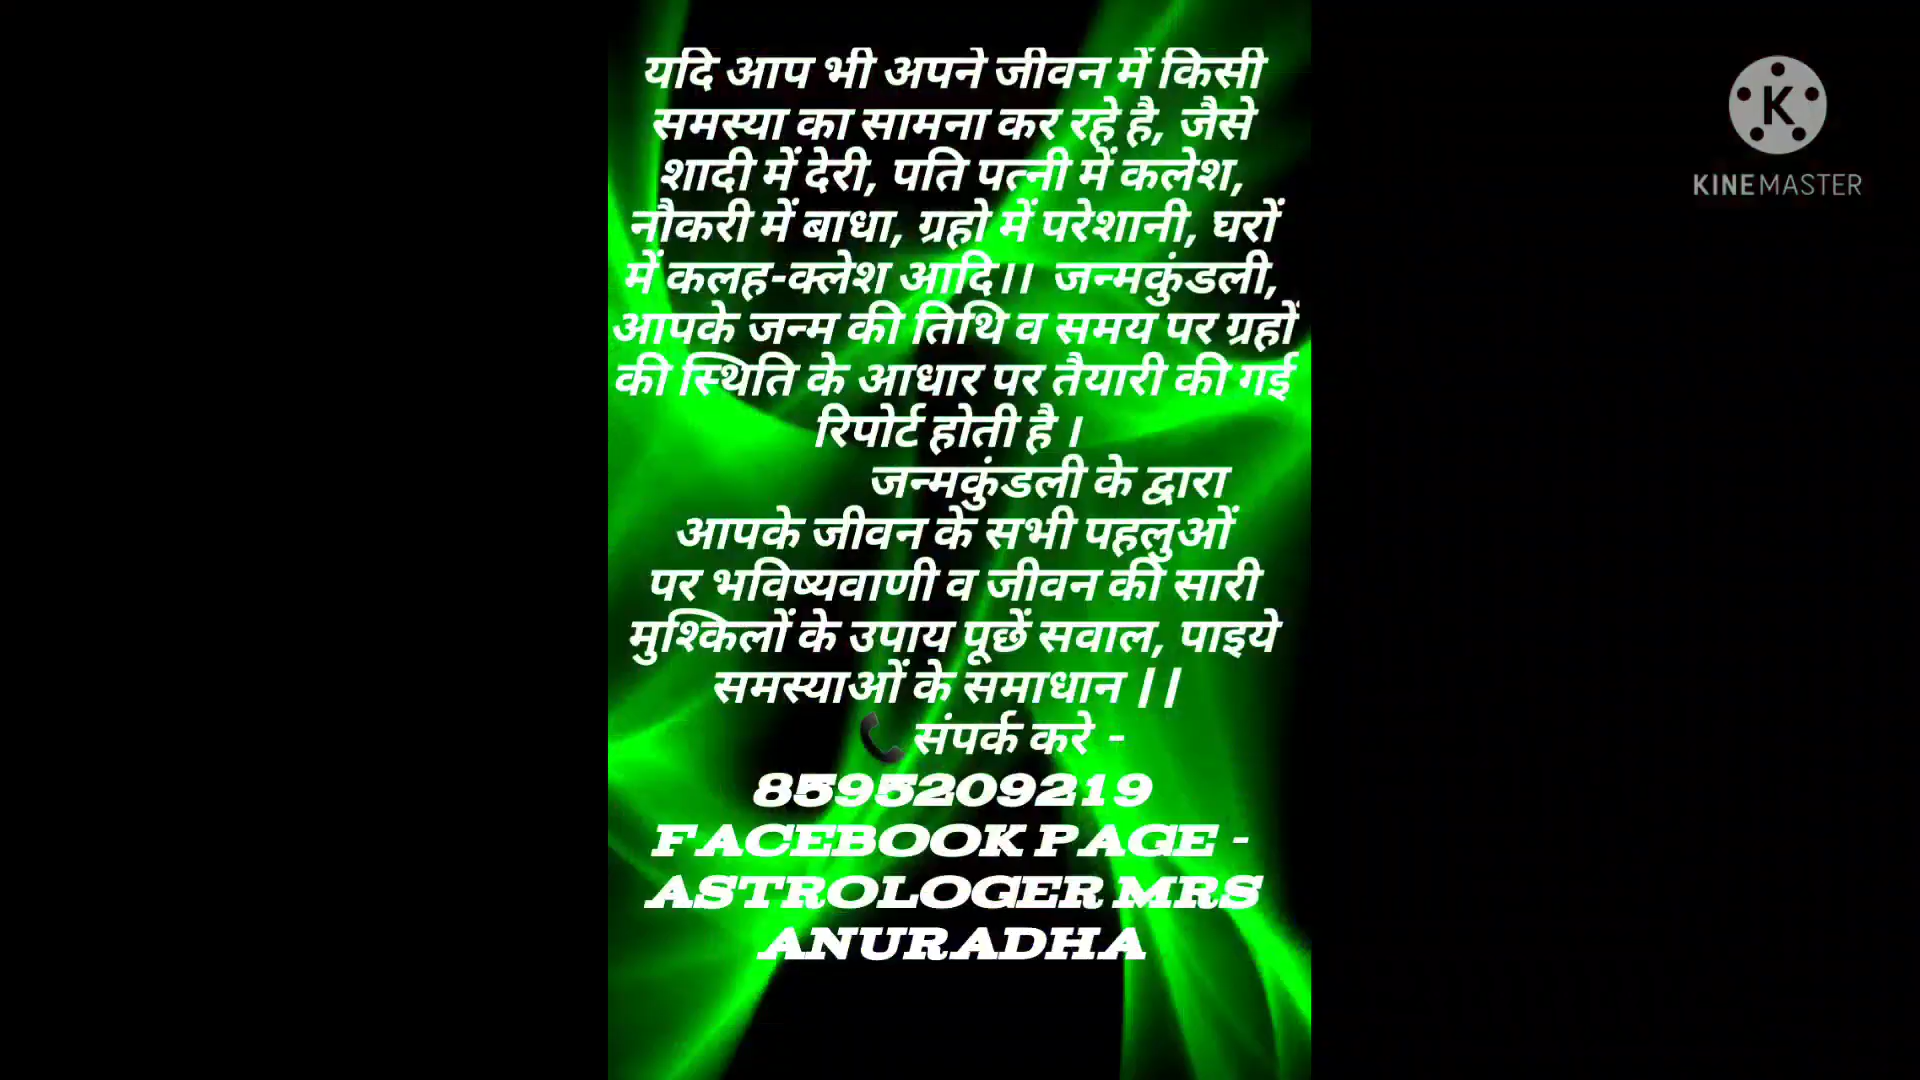 यदि आप भी अपने जीवन में किसी
समस्या का सामना कर रहे है, जैसे
शादी में देरी, पति पत्नी में कलेश,
नौकरी में बाधा, ग्रहो में परेशानी, घरों
में कलह-क्लेश आदि।। जन्मकुंडली,
आपके जन्म की तिथि व समय पर ग्रहों
की स्थिति के आधार पर तैयारी की गई
रिपोर्ट होती है ।
जन्मकुंडली के द्वारा
आपके जीवन के सभी पहलुओं
पर भविष्यवाणी व जीवन की सारी
मुश्किलों के उपाय पूछें सवाल, पाइये
समस्याओं के समाधान ||
📞संपर्क करे -
8595209219
FACEBOOK PAGE -
ASTROLOGER MRS
ANURADHA
K
KINEMASTER